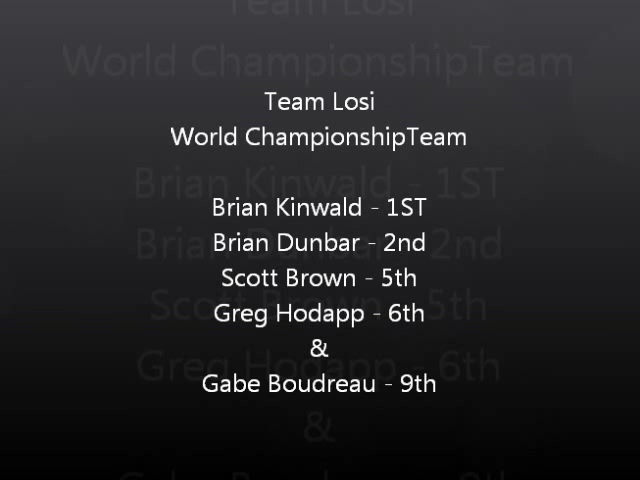 Team Losi
World ChampionshipTeam
Brian Kinwald - 1ST
Brian Dunbar - 2nd
Scott Brown - 5th
Greg Hodapp - 6th
&
Gabe Boudreau - 9th